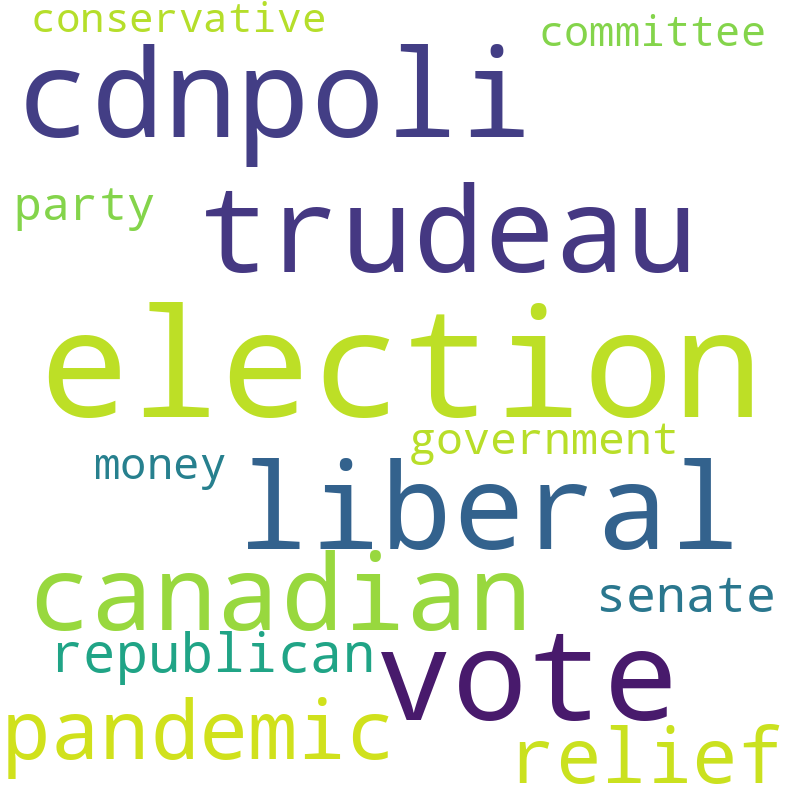 conservative
committee
cdnpoli
party
trudeau
election
government
money
liberal
canadian
senate
republican
vote
pandemic
relief